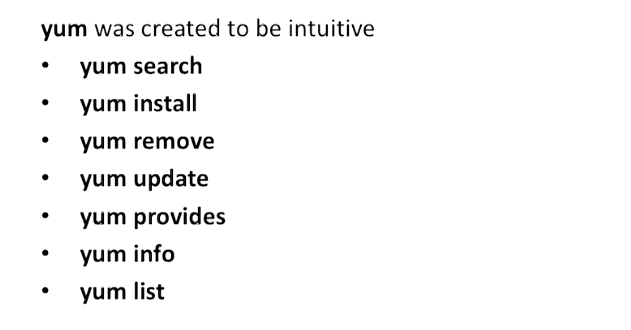 yum was created to be intuitive
• yum search
• yum install
• yum remove
• yum update
• yum provides
• yum info
• yum list